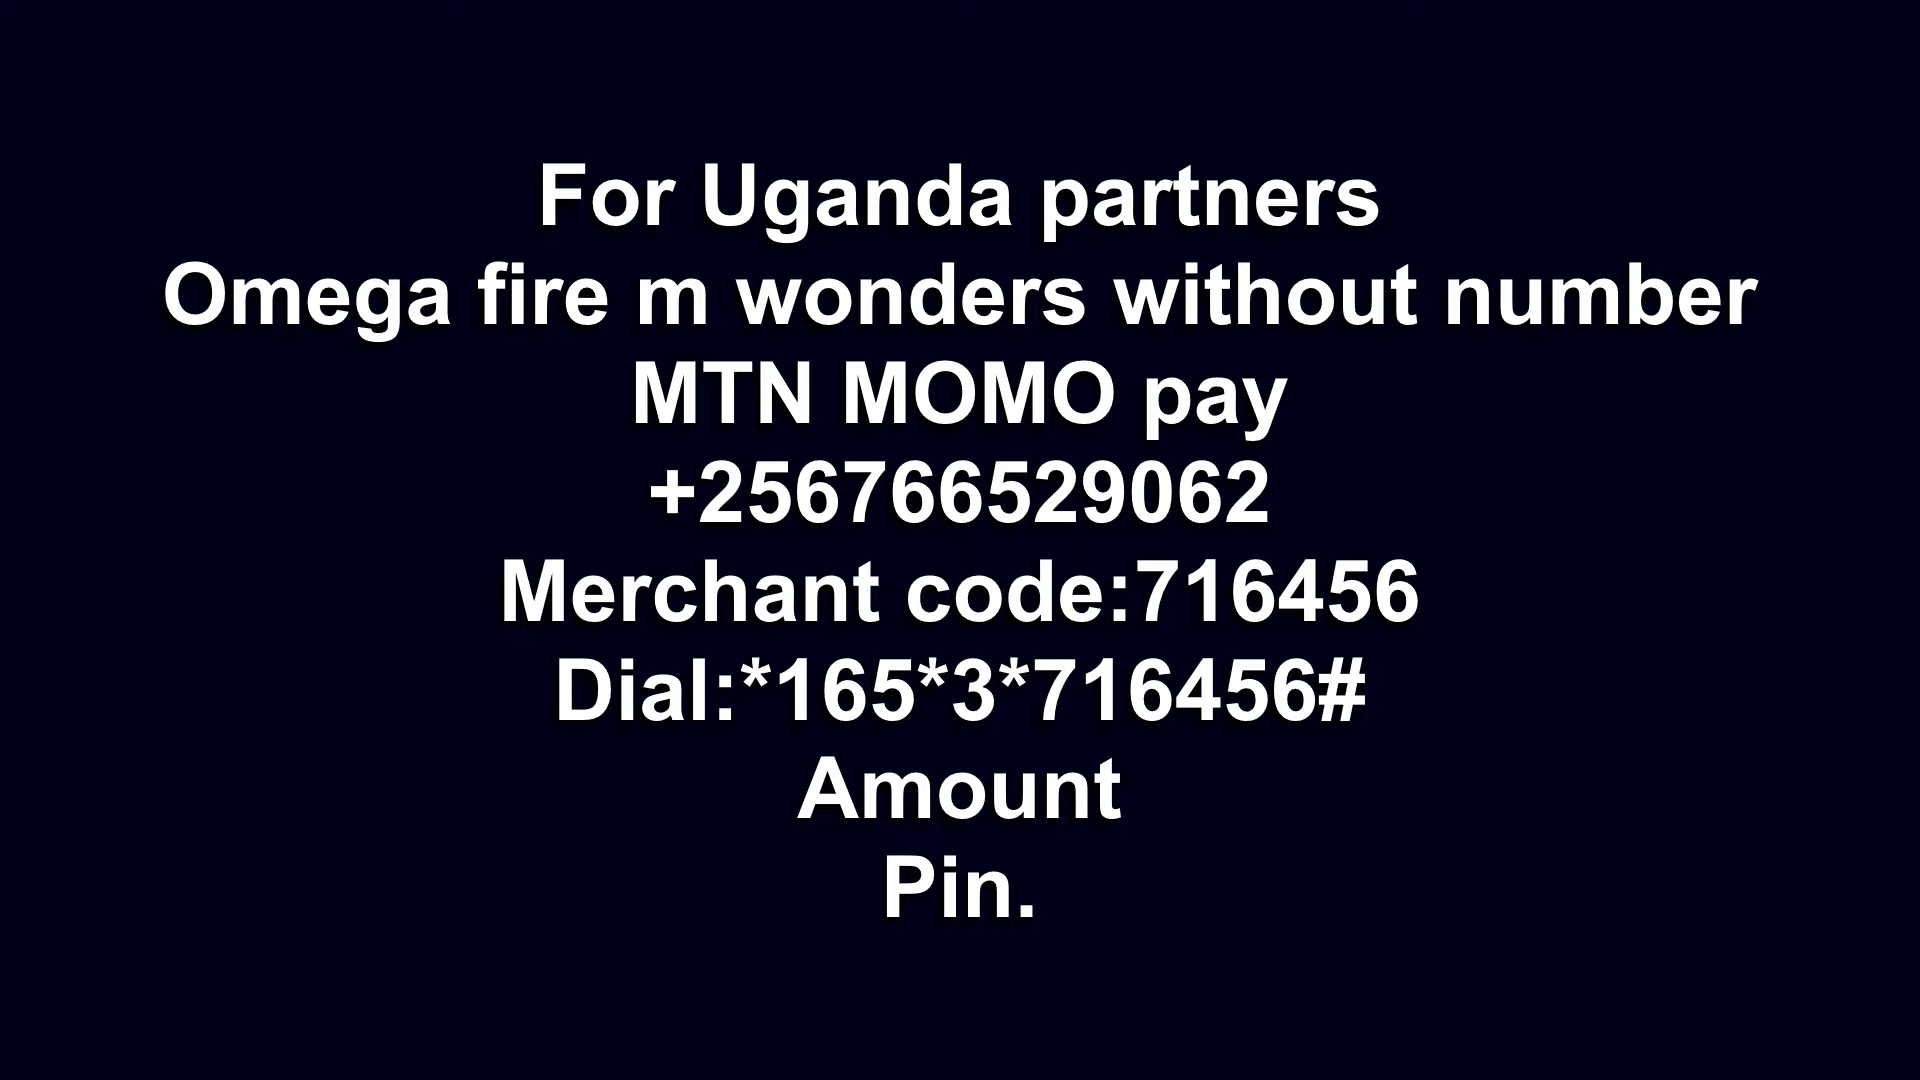 For Uganda partners
Omega fire m wonders without number
MTN MOMO pay
+256766529062
Merchant code:716456
Dial:*165*3*716456#
Amount
Pin.